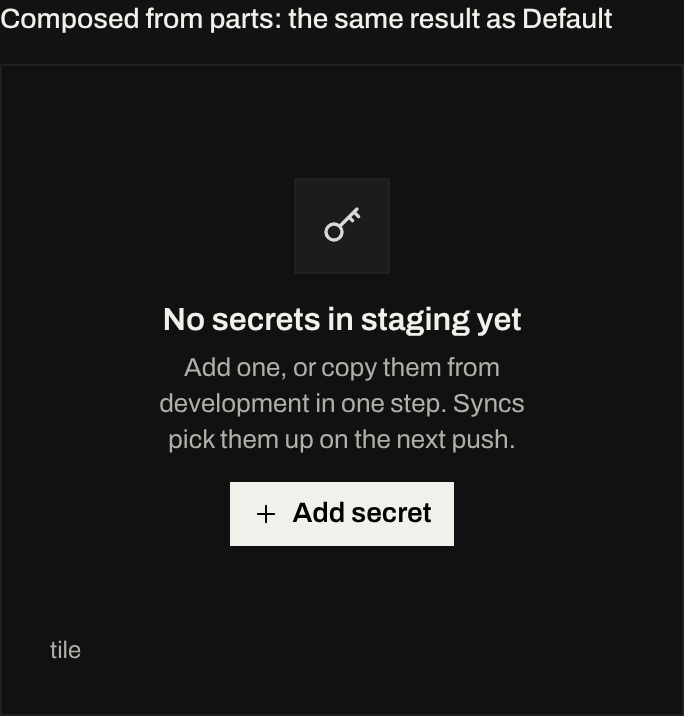 Composed from parts: the same result as Default
No secrets in staging yet
Add one, or copy them from
development in one step. Syncs
pick them up on the next push.
Add secret
tile